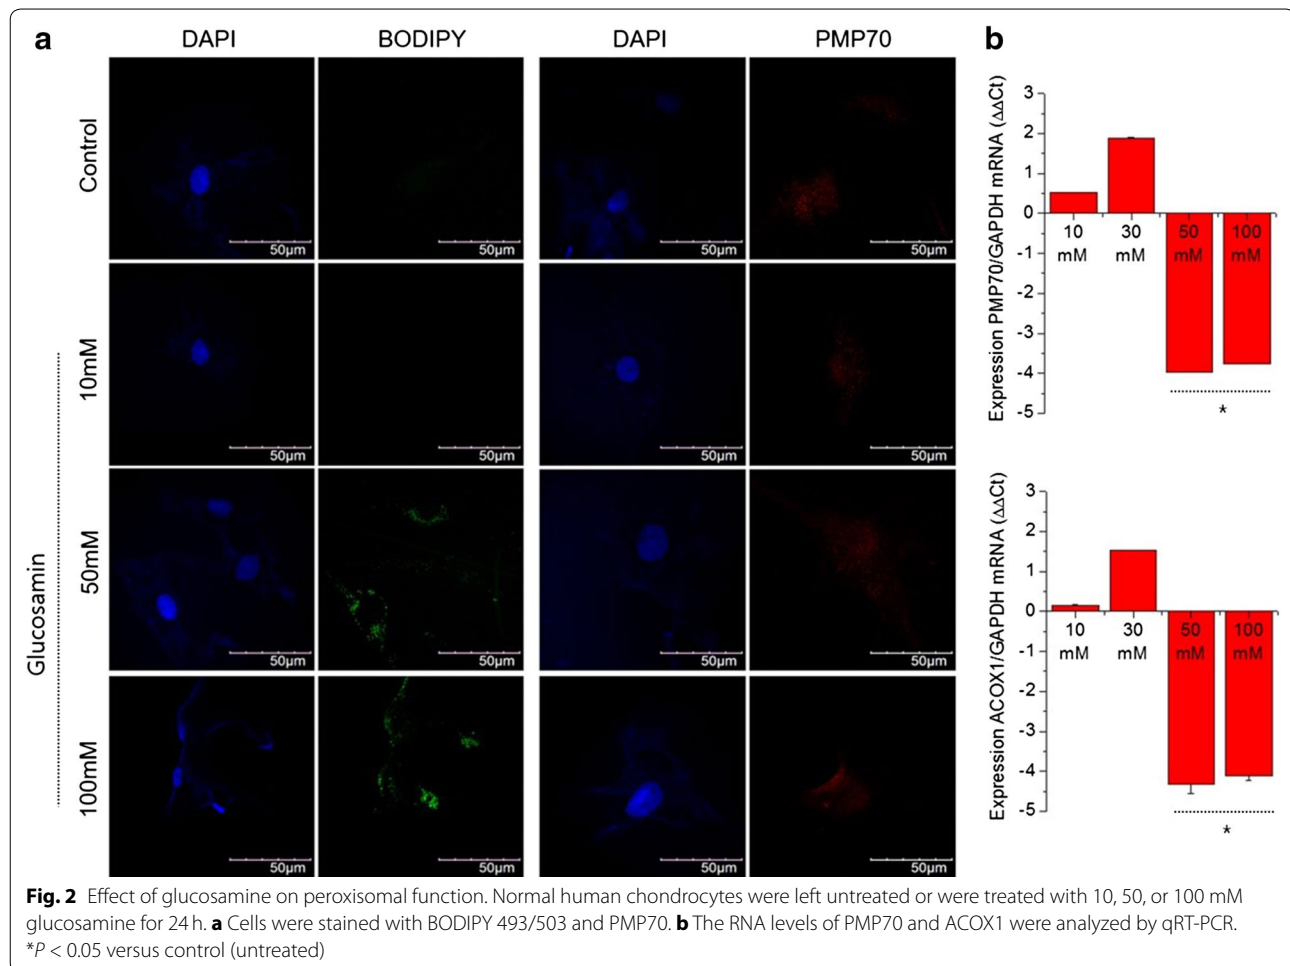 a
DAPI
BODIPY
DAPI
PMP70
Control
50µm
50µm
50µm
50µm
Glucosamin
10mM
50µm
50µm
50µm
50µm
50mM
50µm
50µm
50µm
50µm
100mM
50µm
50µm
50µm
50µm
b
Expression PMP70/GAPDH mRNA (ΔΔCt)
3
2
1
0
-1
-2
-3
-4
-5
10 30 50 100
mM mM mM mM
*
Expression ACOX1/GAPDH mRNA (ΔΔCt)
3
2
1
0
-1
-2
-3
-4
-5
10 30 50 100
mM mM mM mM
*
Fig. 2 Effect of glucosamine on peroxisomal function. Normal human chondrocytes were left untreated or were treated with 10, 50, or 100 mM
glucosamine for 24 h. a Cells were stained with BODIPY 493/503 and PMP70. b The RNA levels of PMP70 and ACOX1 were analyzed by qRT-PCR.
*P < 0.05 versus control (untreated)